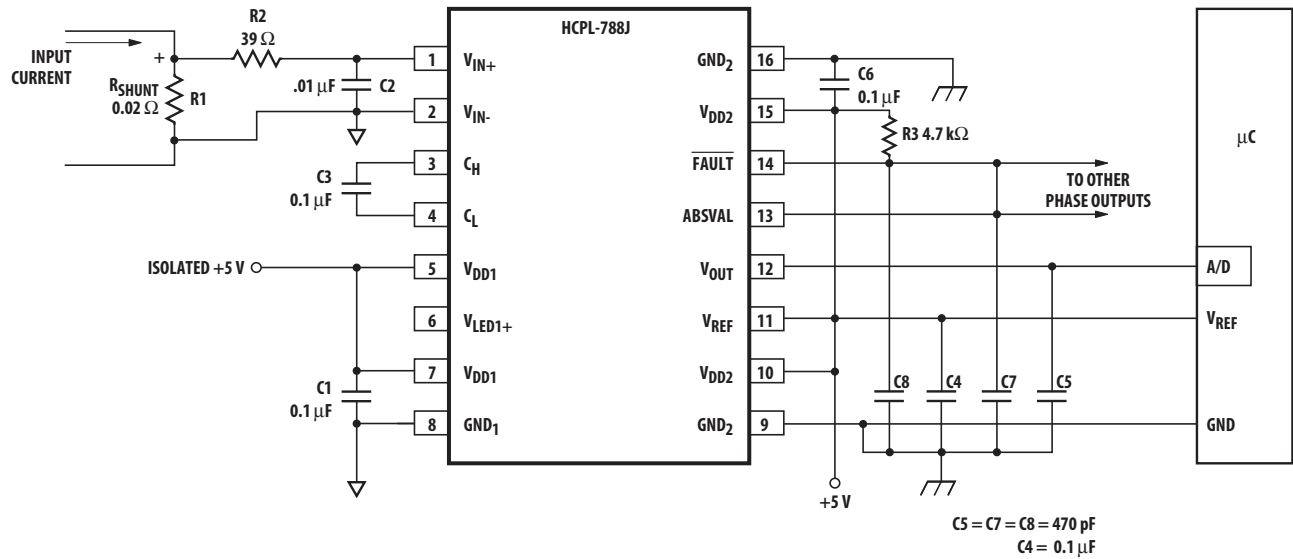 HCPL-788J
INPUT
CURRENT
+
R2
39 Ω
R_SHUNT
0.02 Ω
R1
.01 μF
C2
C3
0.1 μF
ISOLATED +5 V
C1
0.1 μF
1 V_IN+
2 V_IN-
3 C_H
4 C_L
5 V_DD1
6 V_LED1+
7 V_DD1
8 GND_1
GND_2 16
V_DD2 15
FAULT 14
ABSVAL 13
V_OUT 12
V_REF 11
V_DD2 10
GND_2 9
C6
0.1 μF
R3 4.7 kΩ
TO OTHER
PHASE OUTPUTS
C8
C4
C7
C5
+5 V
μC
A/D
V_REF
GND
C5 = C7 = C8 = 470 pF
C4 = 0.1 μF